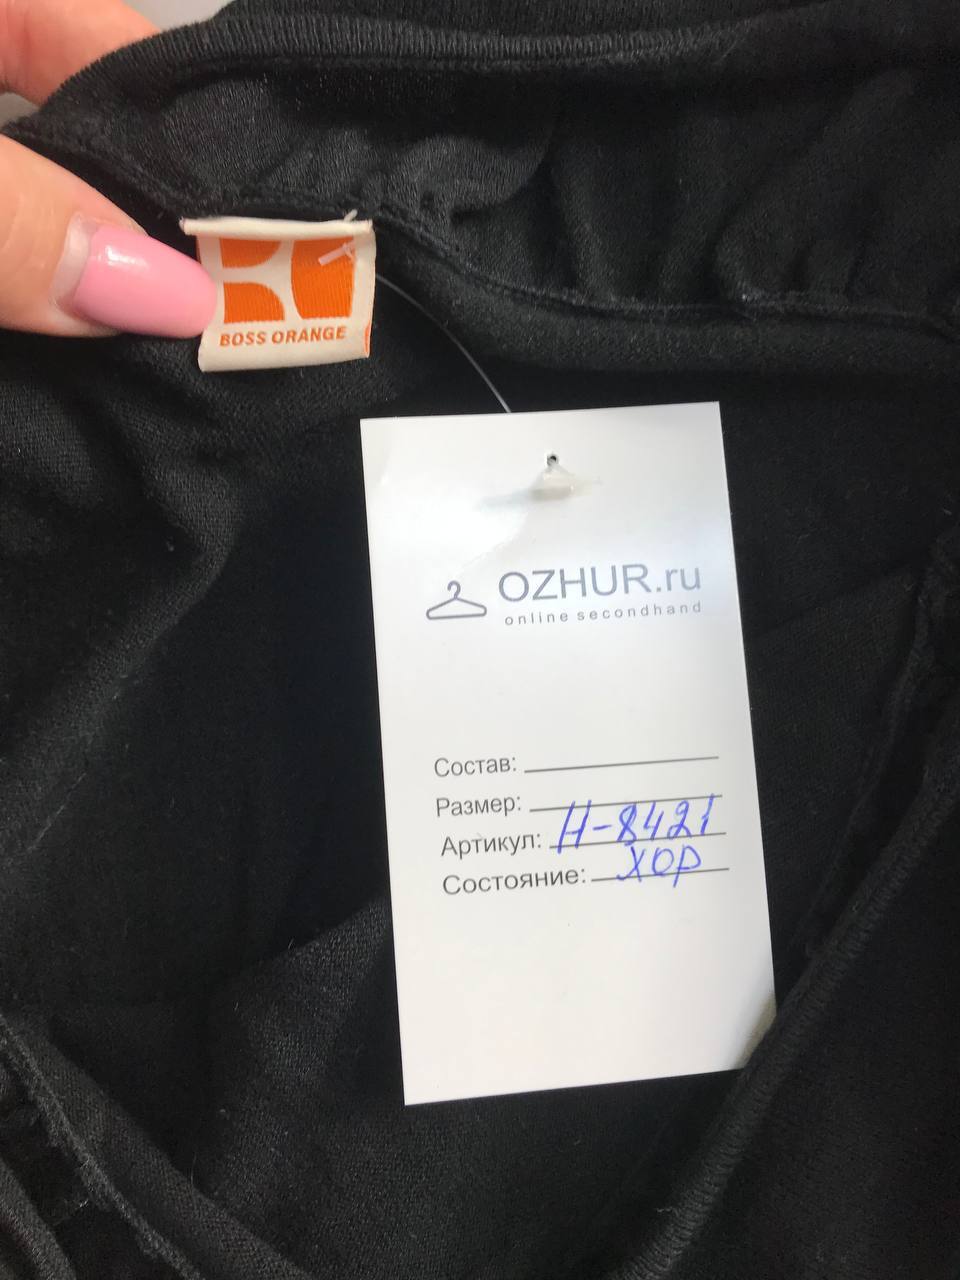 BOSS ORANGE
OZHUR.ru
online secondhand
Состав:
Размер:
Артикул: Н-8421
Состояние: ХОР